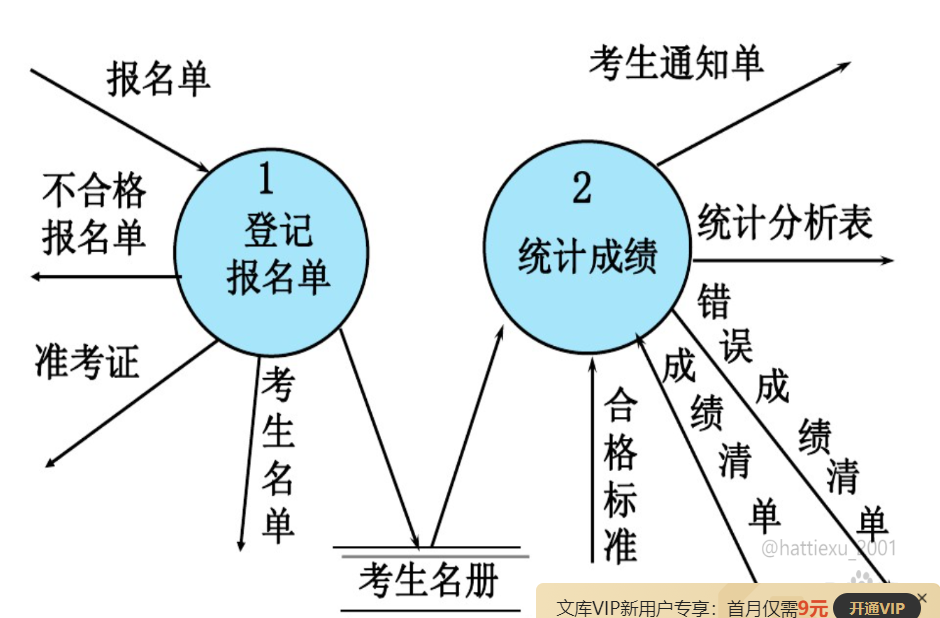 报名单
考生通知单
1
登记
报名单
不合格
报名单
准考证
考生名单
考生名册
2
统计成绩
统计分析表
错误成绩清单
成绩清单
合格标准
@hattiexu_2001
文库VIP新用户专享：首月仅需9元
开通VIP